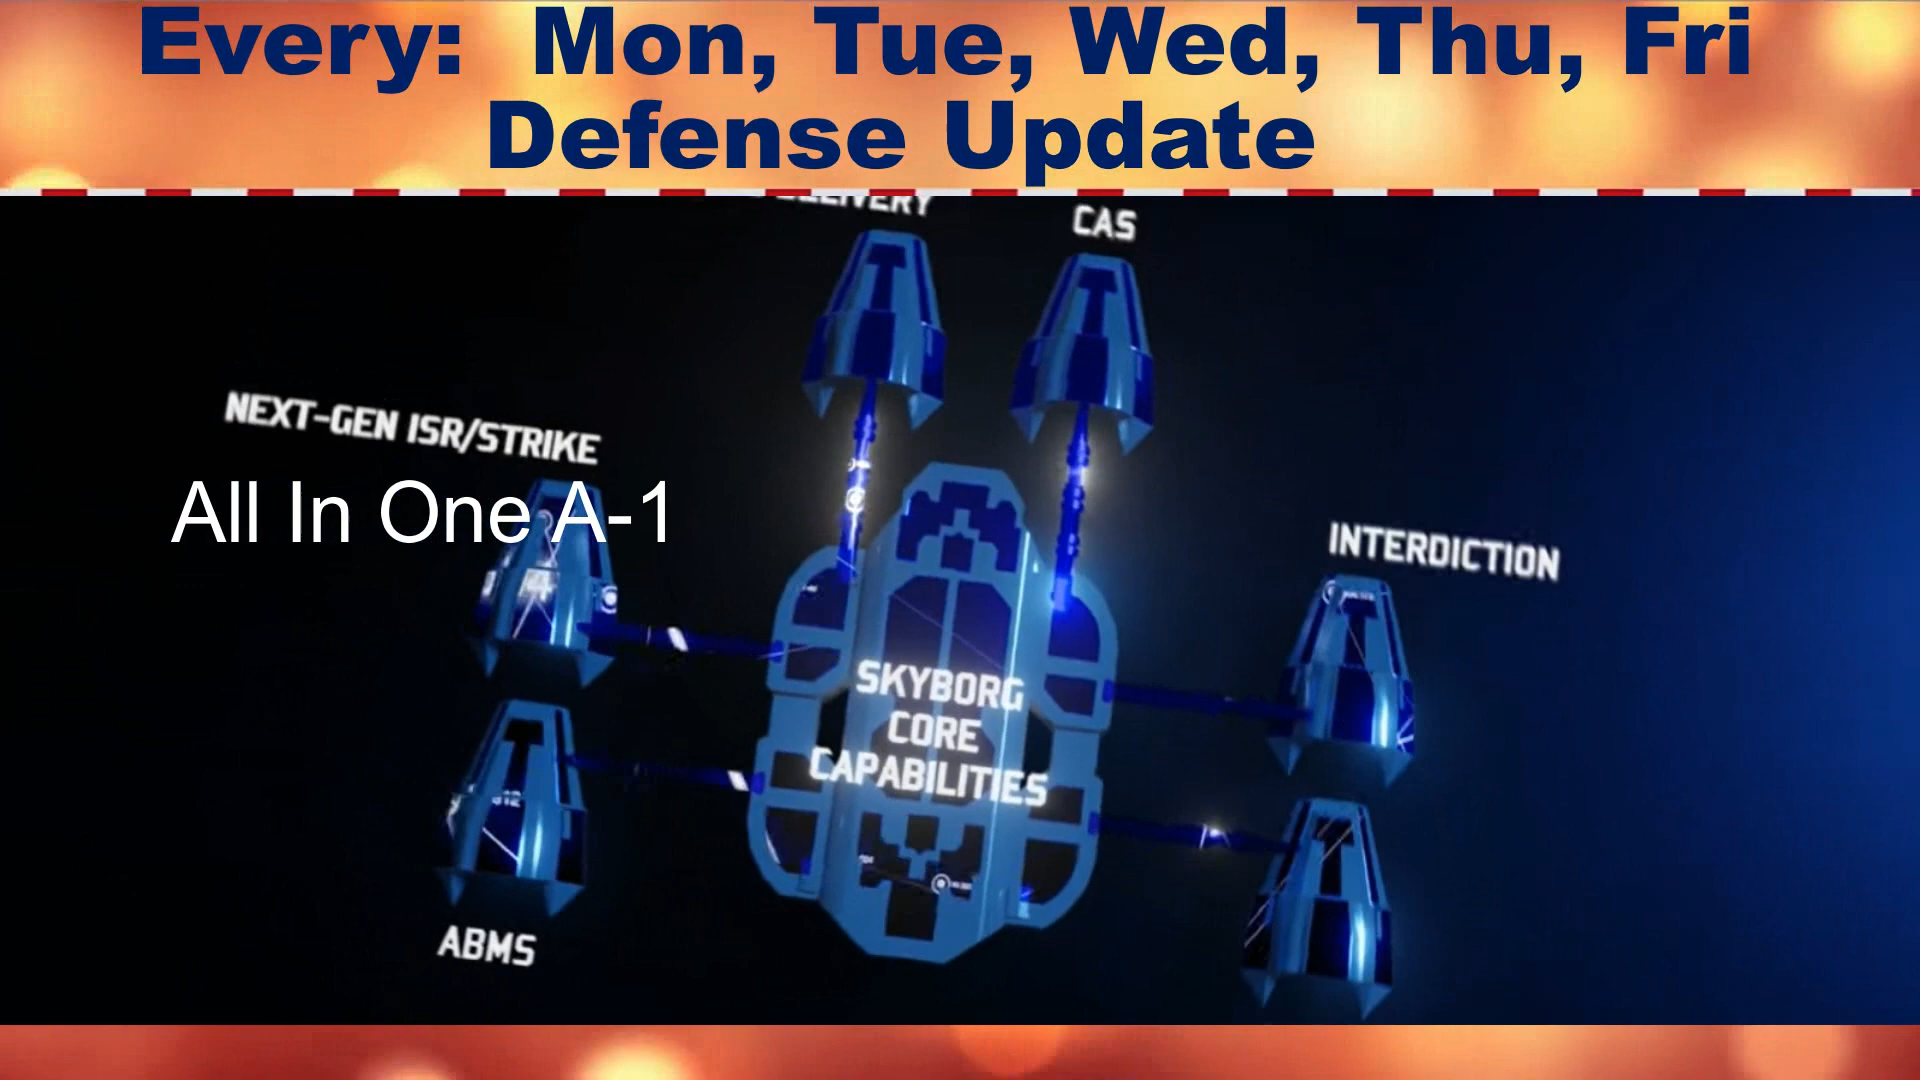 Every: Mon, Tue, Wed, Thu, Fri
Defense Update
CAS
NEXT-GEN ISR/STRIKE
All In One A-1
INTERDICTION
SKYBORG
CORE
CAPABILITIES
ABMS